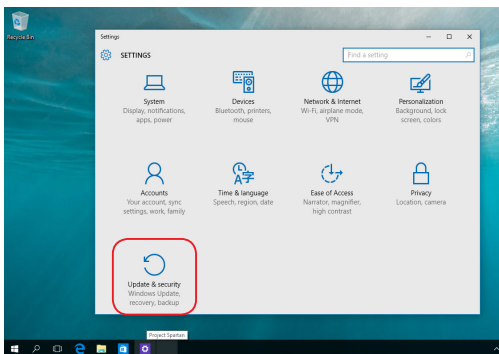 Recycle Bin
Settings
SETTINGS
Find a setting
System
Display, notifications,
apps, power
Devices
Bluetooth, printers,
mouse
Network & Internet
Wi-Fi, airplane mode,
VPN
Personalization
Background, lock
screen, colors
Accounts
Your account, sync
settings, work, family
Time & language
Speech, region, date
Ease of Access
Narrator, magnifier,
high contrast
Privacy
Location, camera
Update & security
Windows Update,
recovery, backup
Project Spartan